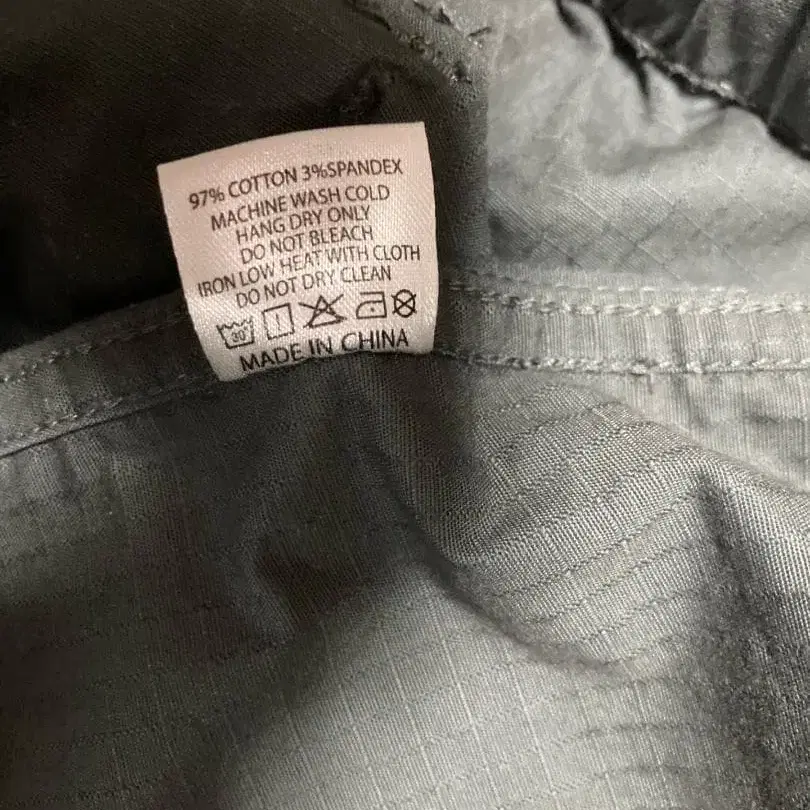 97% COTTON 3%SPANDEX
MACHINE WASH COLD
HANG DRY ONLY
DO NOT BLEACH
IRON LOW HEAT WITH CLOTH
DO NOT DRY CLEAN
30°
MADE IN CHINA